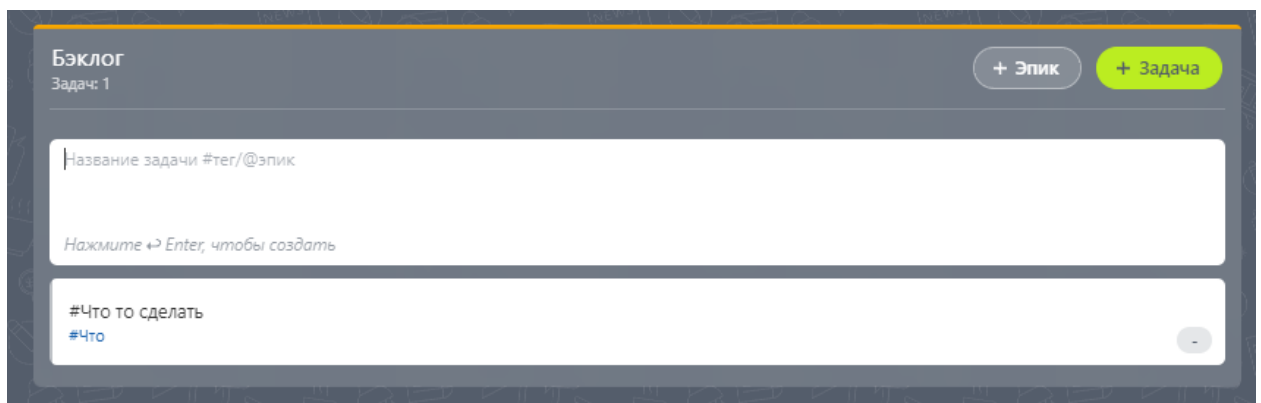 Бэклог
Задач: 1
+ Эпик
+ Задача
Название задачи #тег/@эпик
Нажмите ↩ Enter, чтобы создать
#Что то сделать
#Что
-